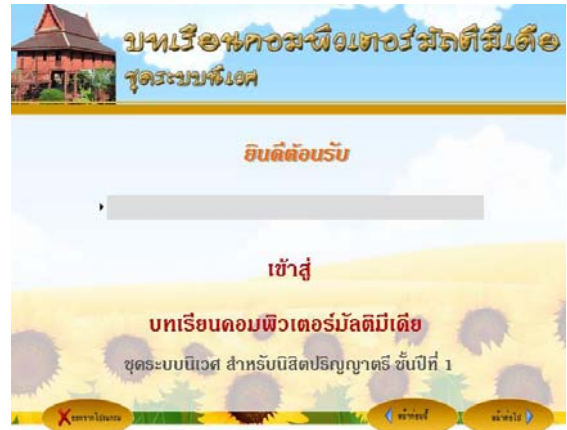 บทเรียนคอมพิวเตอร์มัลติมีเดีย
ชุดระบบนิเวศ
ยินดีต้อนรับ
เข้าสู่
บทเรียนคอมพิวเตอร์มัลติมีเดีย
ชุดระบบนิเวศ สำหรับนิสิตปริญญาตรี ชั้นปีที่ 1
ออกจากโปรแกรม
หน้าก่อนนี้
หน้าต่อไป